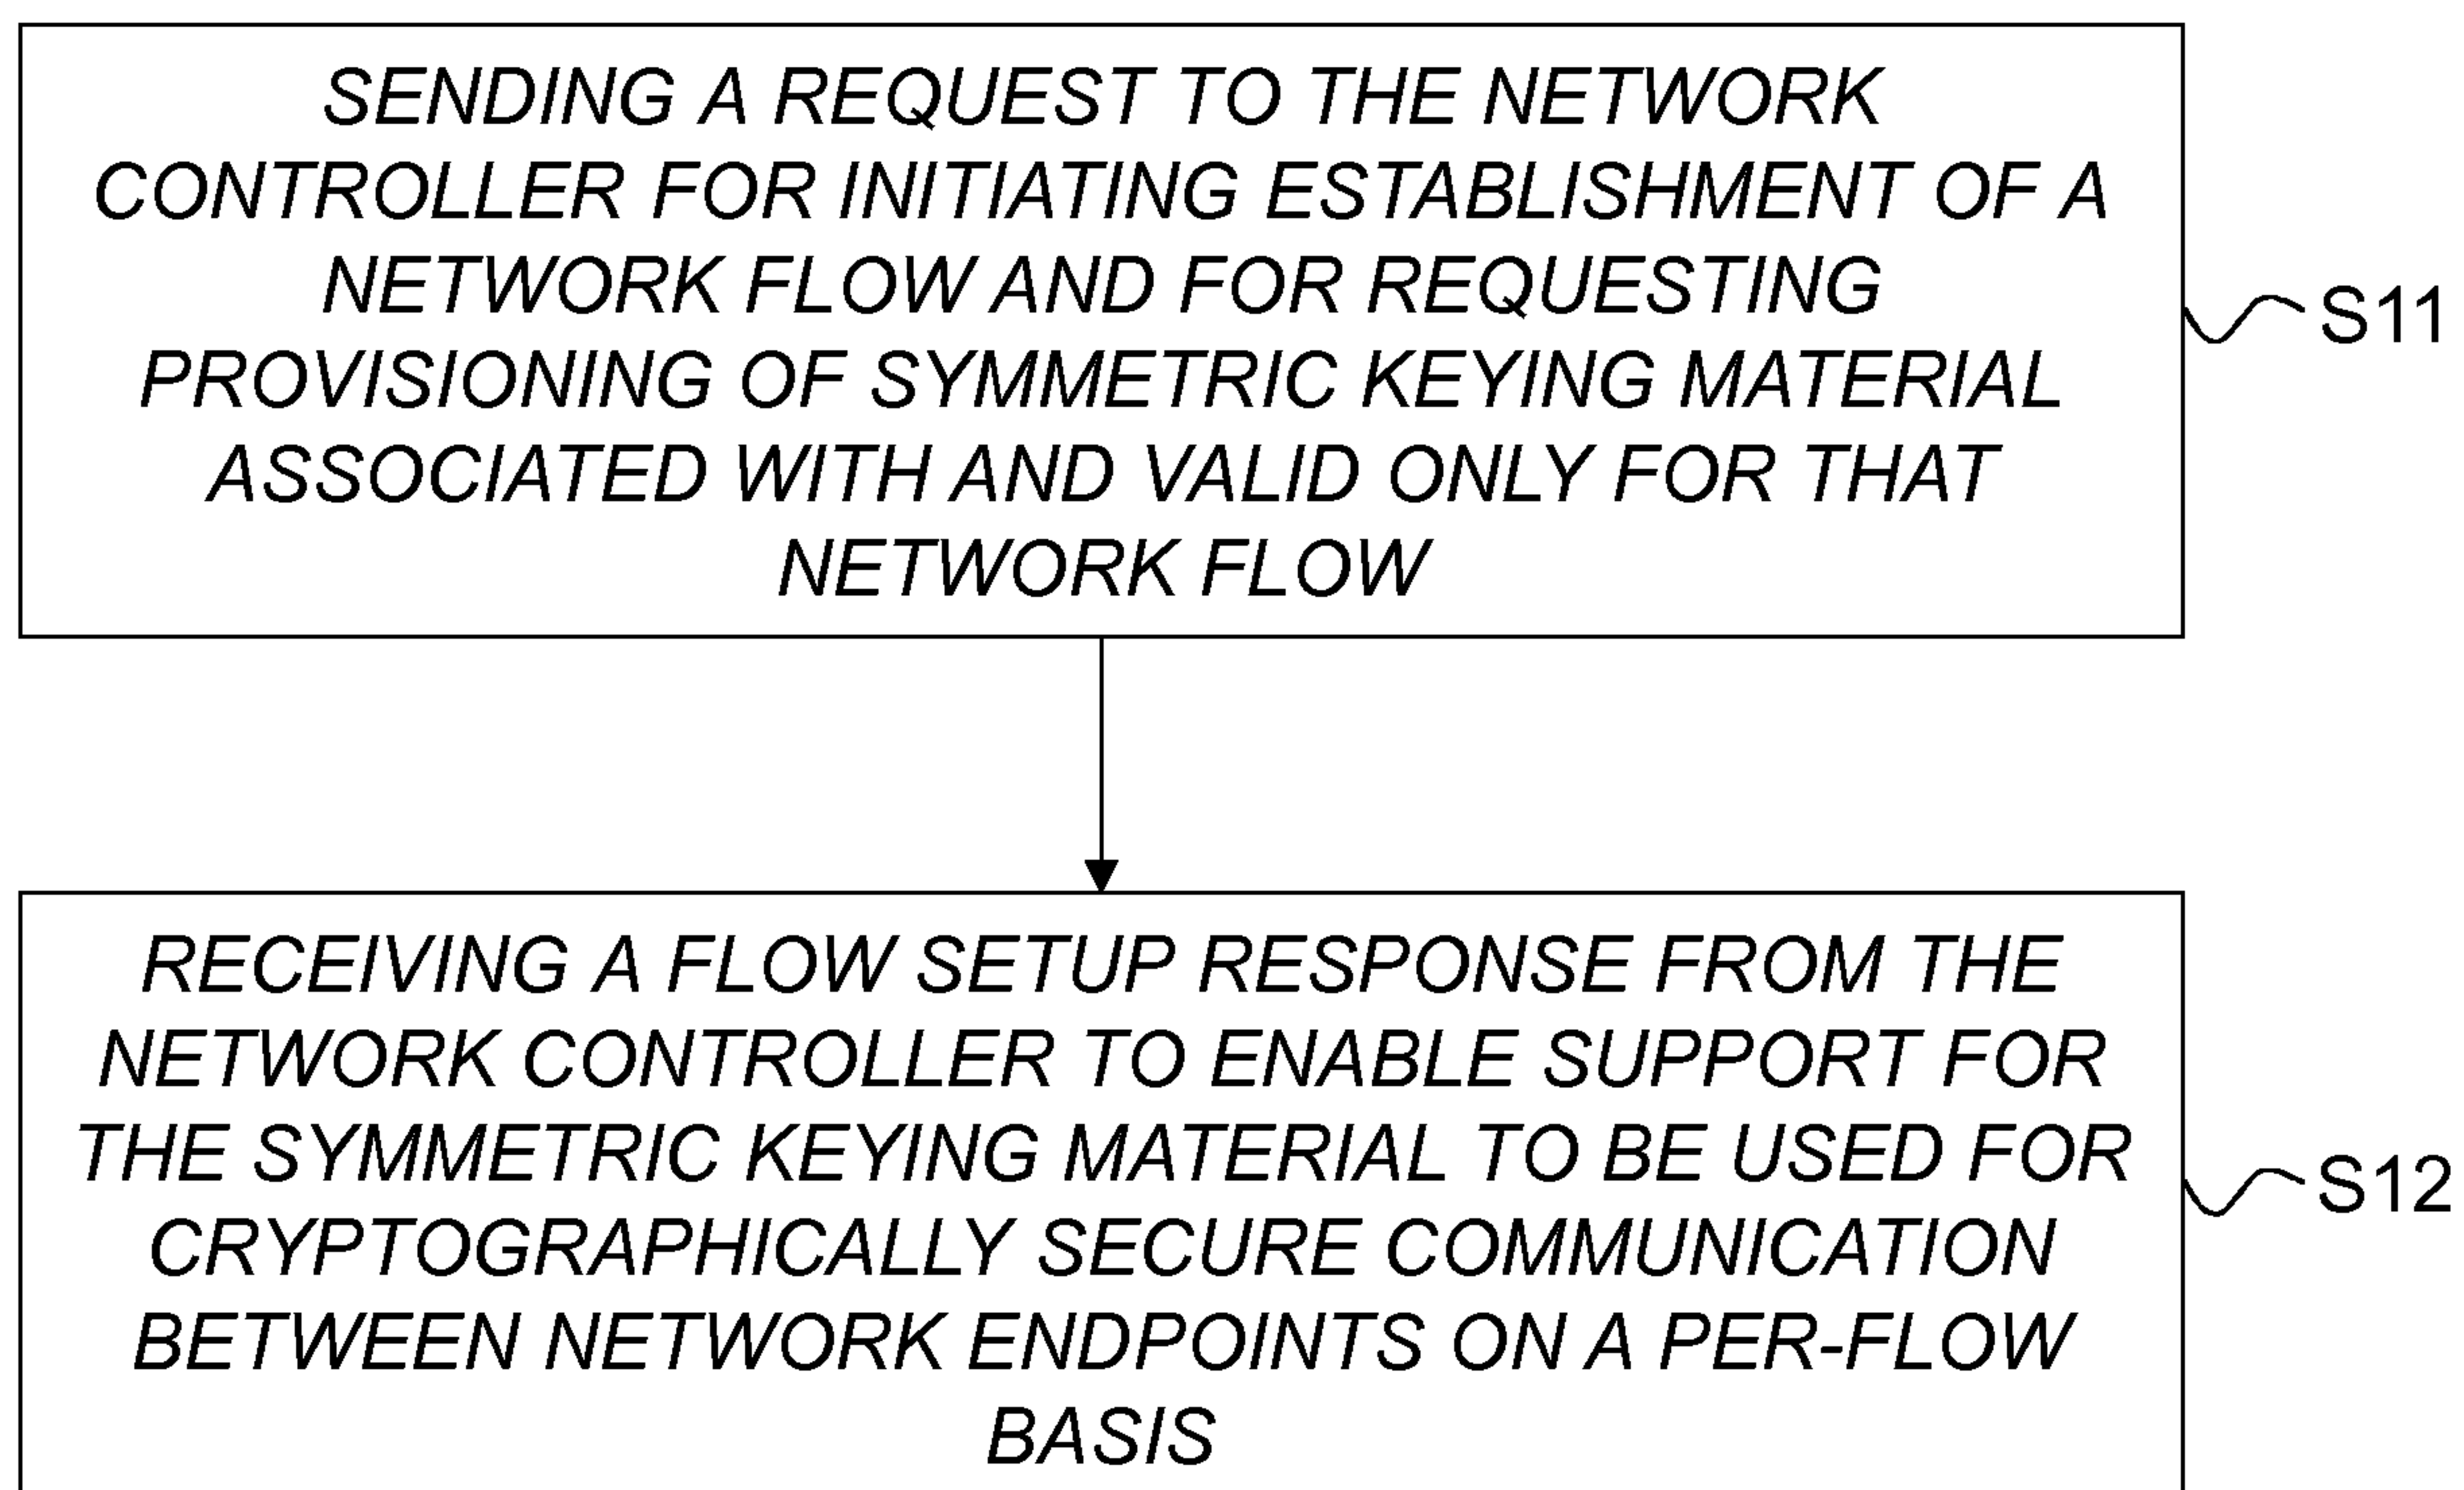 SENDING A REQUEST TO THE NETWORK
CONTROLLER FOR INITIATING ESTABLISHMENT OF A
NETWORK FLOW AND FOR REQUESTING
PROVISIONING OF SYMMETRIC KEYING MATERIAL
ASSOCIATED WITH AND VALID ONLY FOR THAT
NETWORK FLOW
S11
RECEIVING A FLOW SETUP RESPONSE FROM THE
NETWORK CONTROLLER TO ENABLE SUPPORT FOR
THE SYMMETRIC KEYING MATERIAL TO BE USED FOR
CRYPTOGRAPHICALLY SECURE COMMUNICATION
BETWEEN NETWORK ENDPOINTS ON A PER-FLOW
BASIS
S12